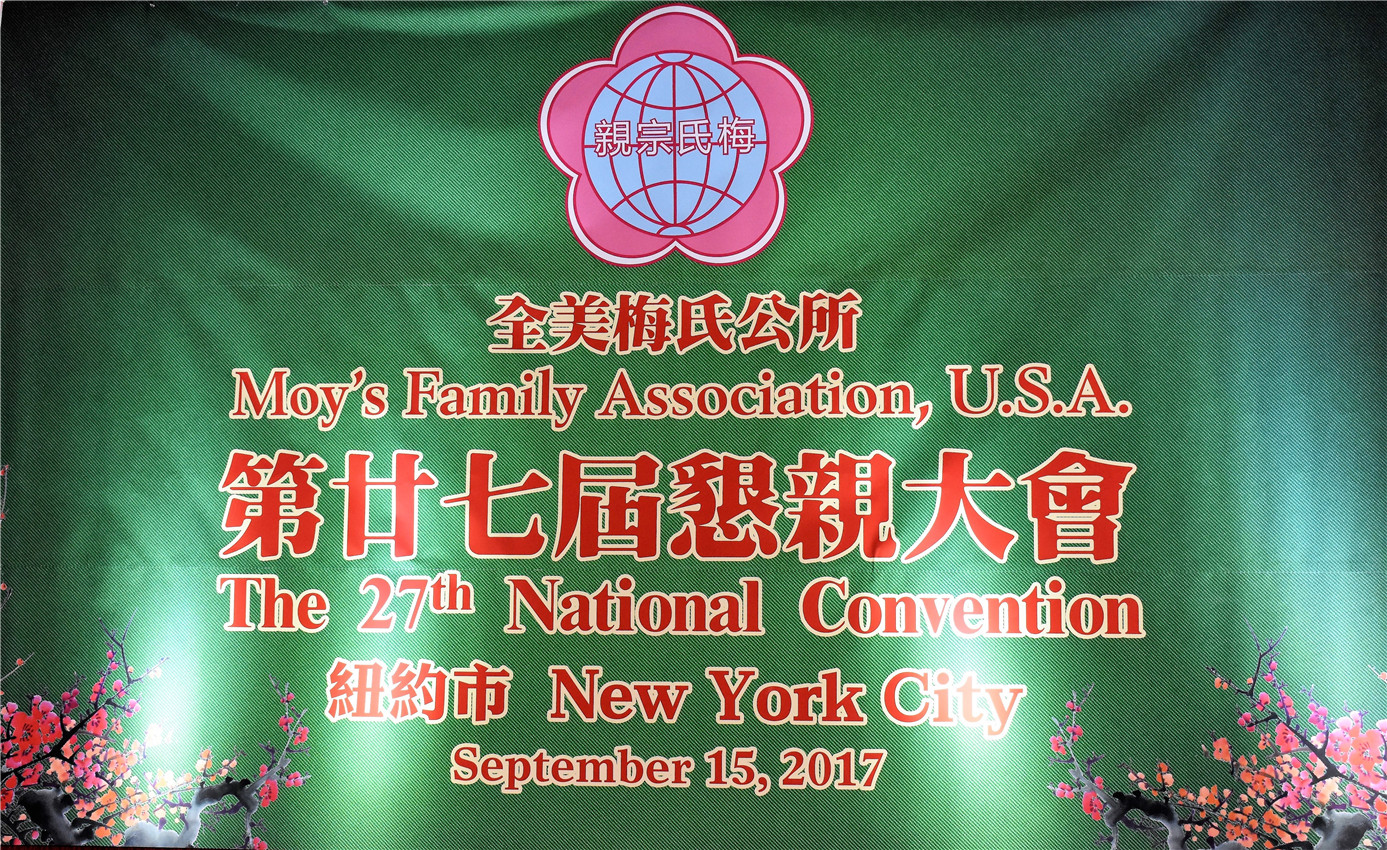 親宗氏梅
全美梅氏公所
Moy's Family Association, U.S.A.
第廿七屆懇親大會
The 27th National Convention
紐約市 New York City
September 15, 2017